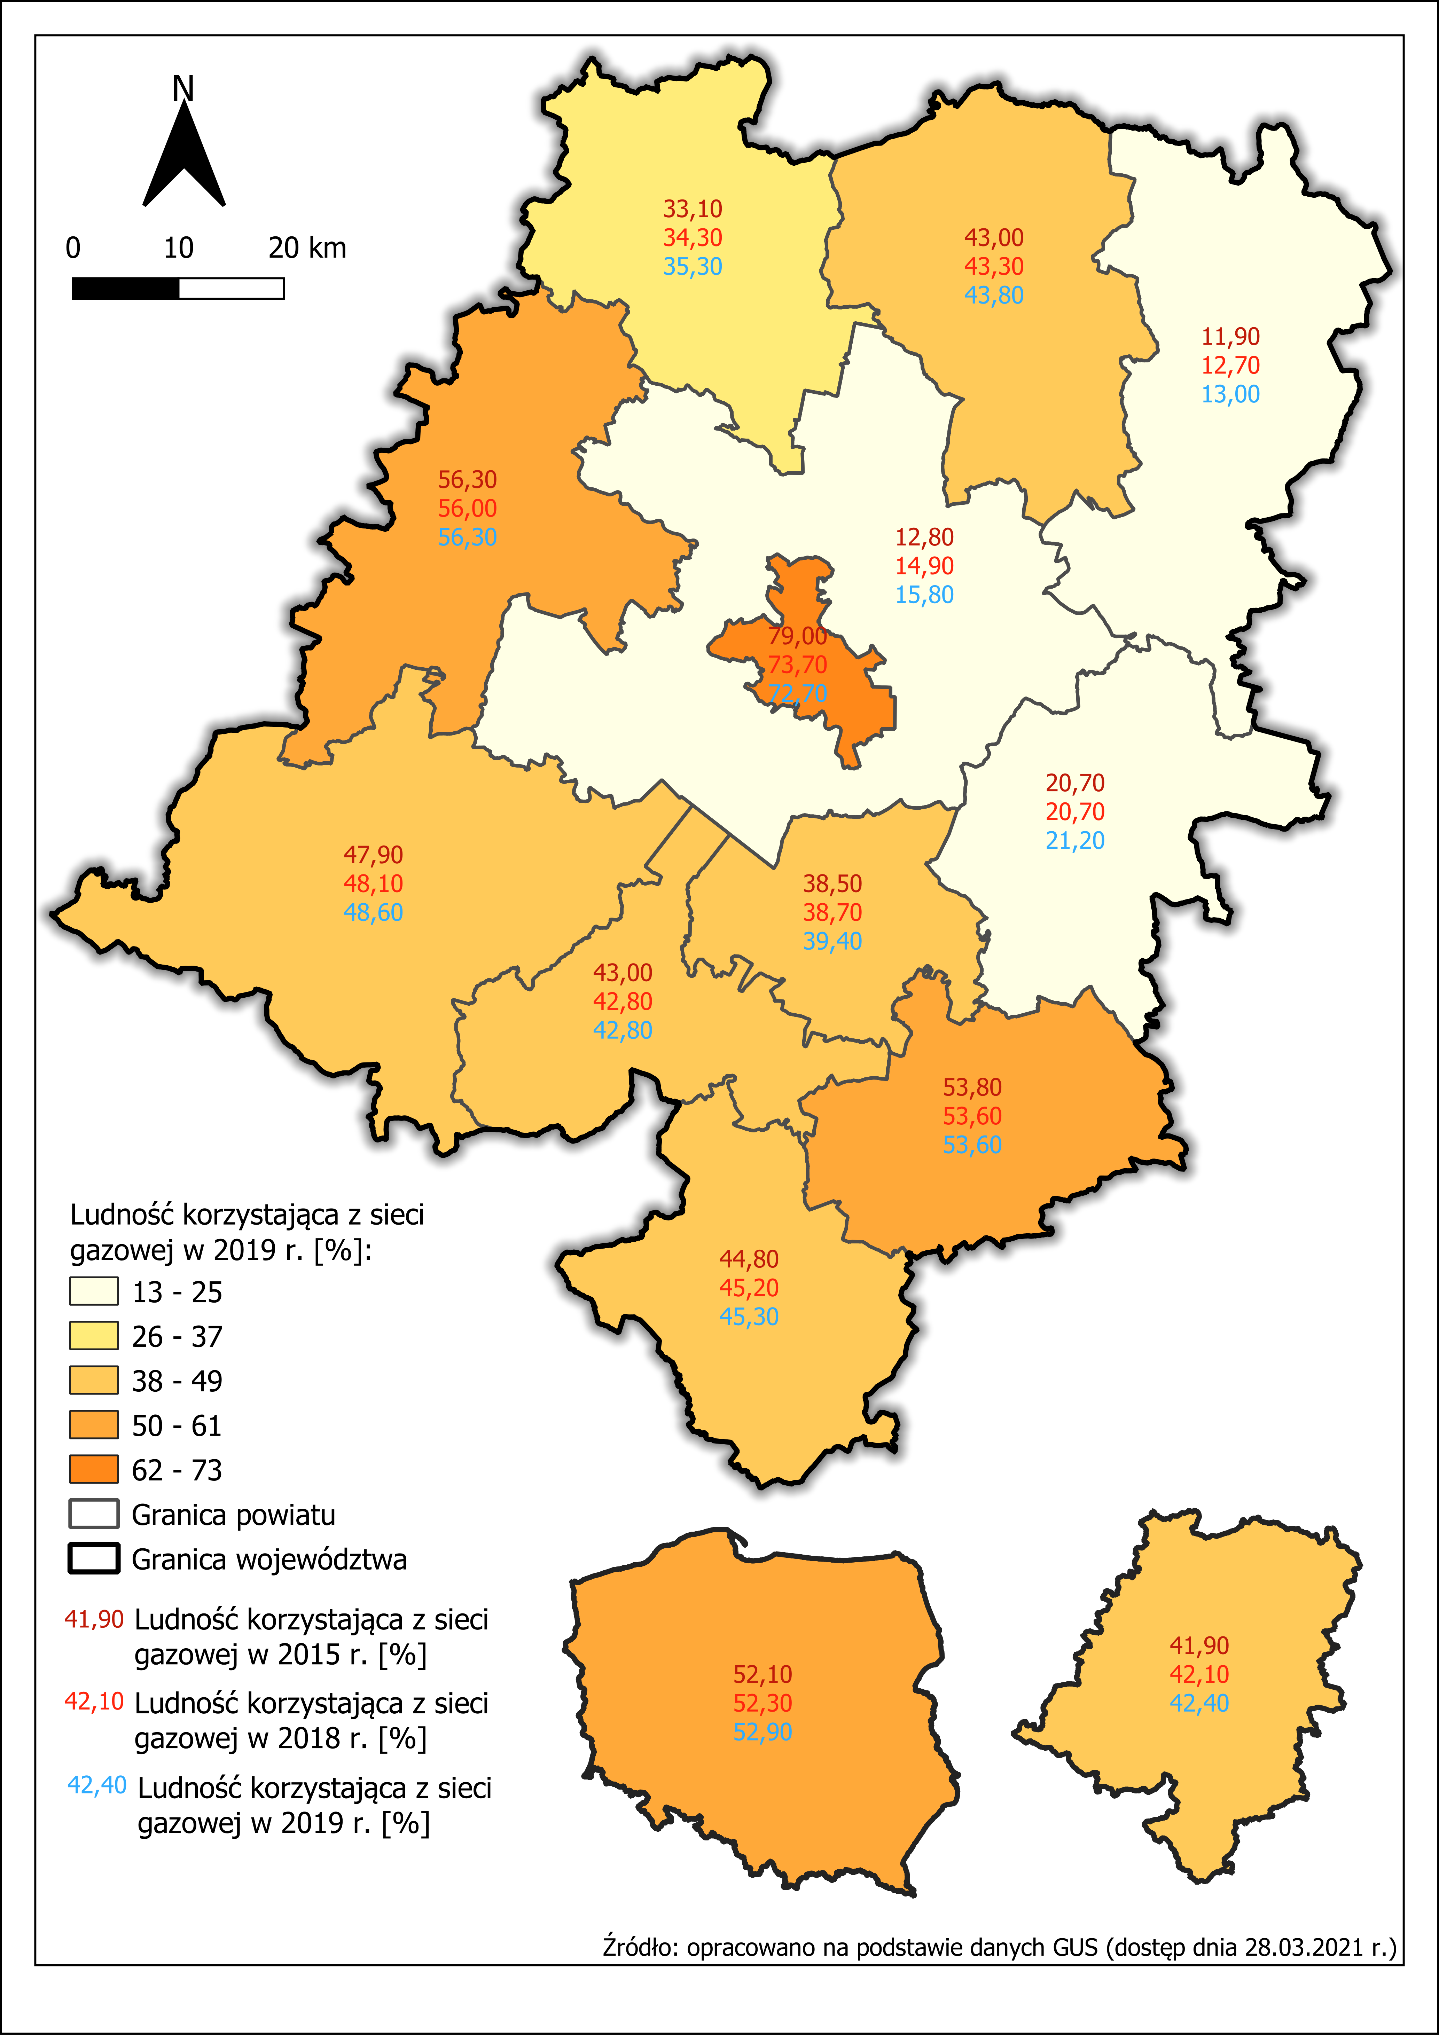 N
0 10 20 km
33,10
34,30
35,30
43,00
43,30
43,80
11,90
12,70
13,00
56,30
56,00
56,30
12,80
14,90
15,80
79,00
73,70
72,70
20,70
20,70
21,20
47,90
48,10
48,60
38,50
38,70
39,40
43,00
42,80
42,80
53,80
53,60
53,60
44,80
45,20
45,30
Ludność korzystająca z sieci
gazowej w 2019 r. [%]:
13 - 25
26 - 37
38 - 49
50 - 61
62 - 73
Granica powiatu
Granica województwa
41,90 Ludność korzystająca z sieci
gazowej w 2015 r. [%]
42,10 Ludność korzystająca z sieci
gazowej w 2018 r. [%]
42,40 Ludność korzystająca z sieci
gazowej w 2019 r. [%]
52,10
52,30
52,90
41,90
42,10
42,40
Źródło: opracowano na podstawie danych GUS (dostęp dnia 28.03.2021 r.)